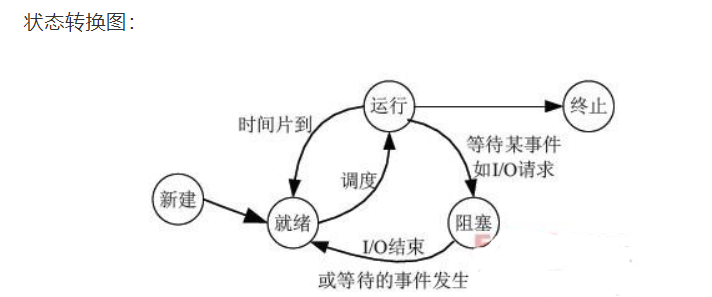 状态转换图：
运行
终止
时间片到
等待某事件
如I/O请求
调度
新建
就绪
阻塞
I/O结束
或等待的事件发生